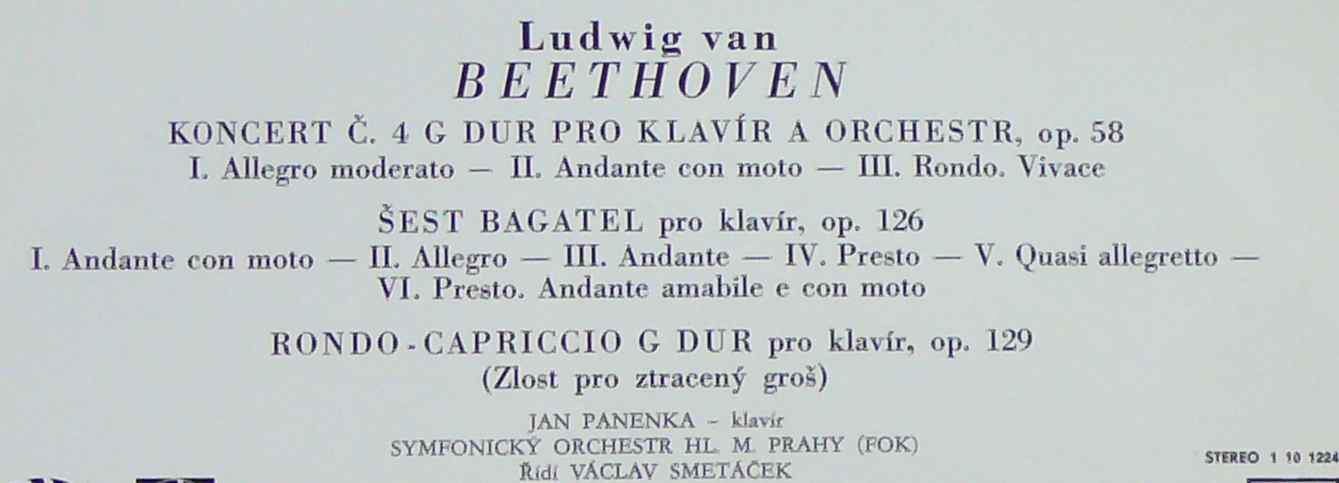 Ludwig van
BEETHOVEN
KONCERT Č. 4 G DUR PRO KLAVÍR A ORCHESTR, op. 58
I. Allegro moderato — II. Andante con moto — III. Rondo. Vivace
ŠEST BAGATEL pro klavír, op. 126
I. Andante con moto — II. Allegro — III. Andante — IV. Presto — V. Quasi allegretto —
VI. Presto. Andante amabile e con moto
RONDO-CAPRICCIO G DUR pro klavír, op. 129
(Zlost pro ztracený groš)
JAN PANENKA – klavír
SYMFONICKÝ ORCHESTR HL. M. PRAHY (FOK)
Řídí VÁCLAV SMETÁČEK
STEREO 1 10 1224